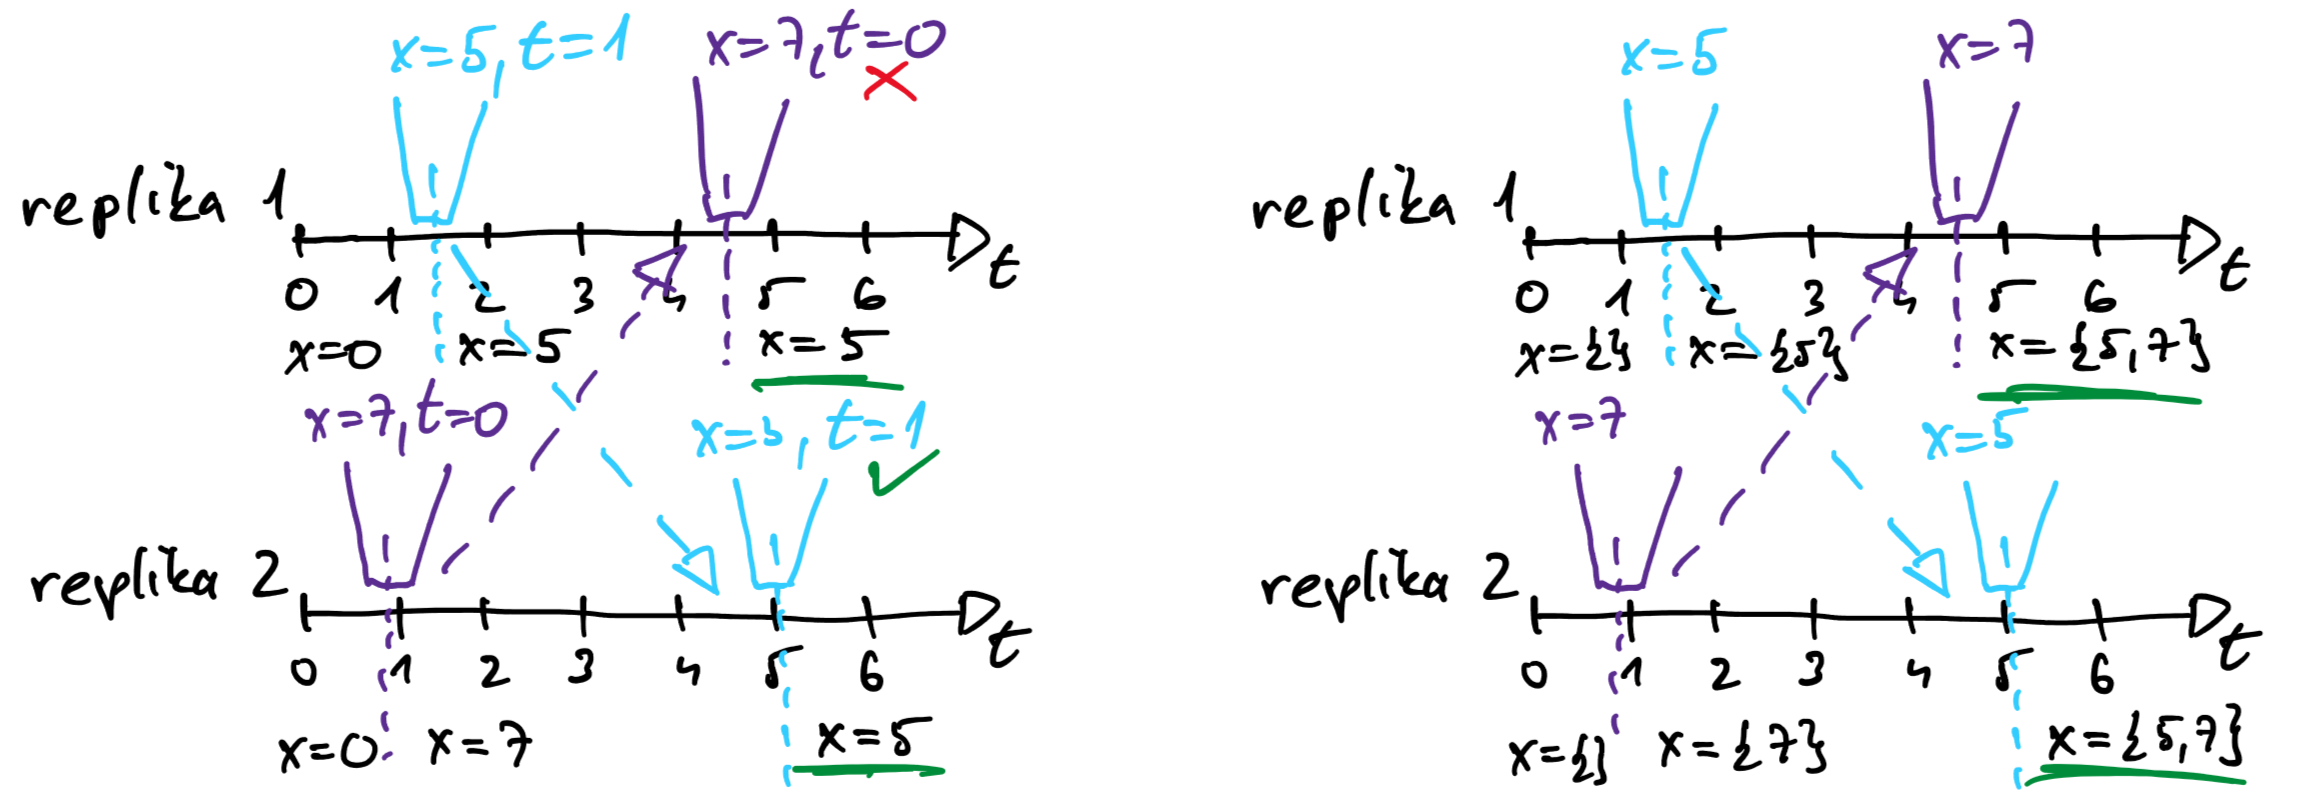 x=5, t=1
x=7, t=0
replika 1
0 1 2 3 4 5 6
t
x=0
x=5
x=5
x=7, t=0
x=5, t=1
replika 2
0 1 2 3 4 5 6
t
x=0
x=7
x=5
x=5
x=7
replika 1
0 1 2 3 4 5 6
t
x={}
x={5}
x={5,7}
x=7
x=5
replika 2
0 1 2 3 4 5 6
t
x={}
x={7}
x={5,7}